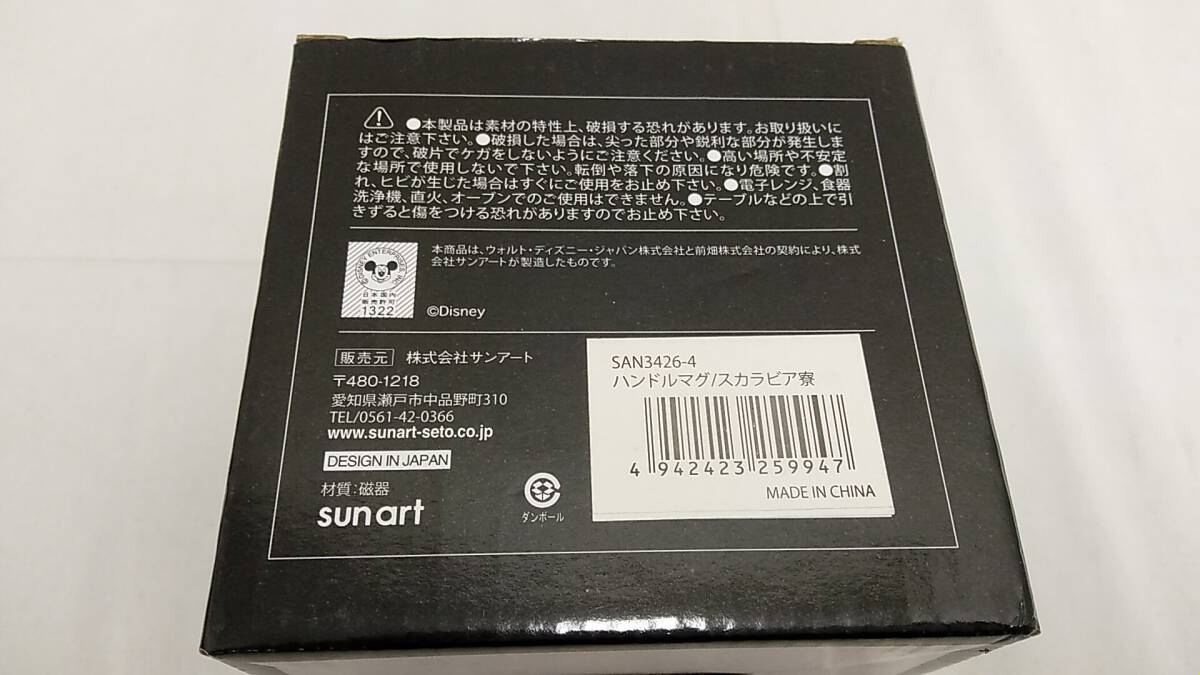 ●本製品は素材の特性上、破損する恐れがあります。お取り扱いに
はご注意下さい。●破損した場合は、尖った部分や鋭利な部分が発生しま
すので、破片でケガをしないようにご注意ください。●高い場所や不安定
な場所で使用しないで下さい。転倒や落下の原因になり危険です。●割
れ、ヒビが生じた場合はすぐにご使用をお止め下さい。●電子レンジ、食器
洗浄機、直火、オーブンでのご使用はできません。●テーブルなどの上で引
きずると傷をつける恐れがありますのでお止め下さい。
©DISNEY ENTERPRISES, INC.
日本国内
販売許可
1322
本商品は、ウォルト・ディズニー・ジャパン株式会社と前畑株式会社の契約により、株式
会社サンアートが製造したものです。
©Disney
販売元 株式会社サンアート
〒480-1218
愛知県瀬戸市中品野町310
TEL/0561-42-0366
www.sunart-seto.co.jp
DESIGN IN JAPAN
材質:磁器
sunart
ダンボール
SAN3426-4
ハンドルマグ/スカラビア寮
4 942423 259947
MADE IN CHINA